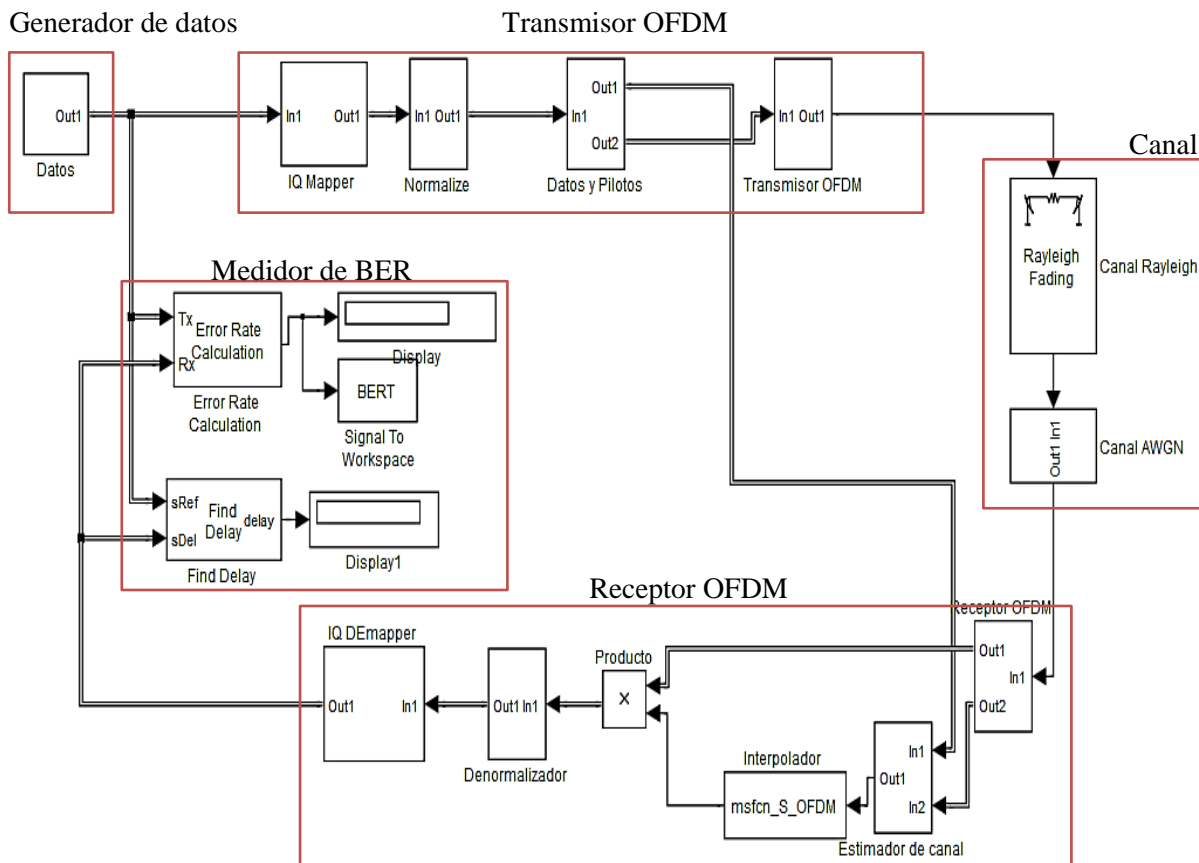 Generador de datos
Transmisor OFDM
Out1
Datos
In1
Out1
IQ Mapper
In1 Out1
Normalize
In1
Out1
Out2
Datos y Pilotos
In1 Out1
Transmisor OFDM
Canal
Rayleigh
Fading
Canal Rayleigh
Out1 In1
Canal AWGN
Medidor de BER
Tx
Rx
Error Rate
Calculation
Error Rate
Calculation
Display
BERT
Signal To
Workspace
sRef
sDel
Find
Delay
delay
Find Delay
Display1
Receptor OFDM
Receptor OFDM
Out1
In1
Out2
IQ DEmapper
Out1
In1
Out1 In1
Denormalizador
Producto
X
Interpolador
msfcn_S_OFDM
In1
Out1
In2
Estimador de canal